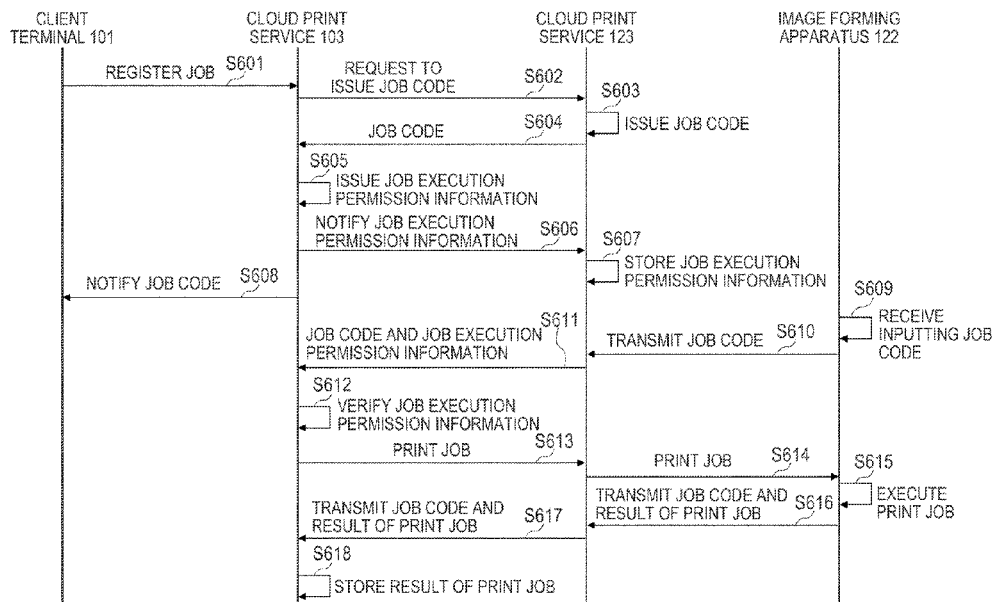 CLIENT
TERMINAL 101
CLOUD PRINT
SERVICE 103
CLOUD PRINT
SERVICE 123
IMAGE FORMING
APPARATUS 122
REGISTER JOB
S601
REQUEST TO
ISSUE JOB CODE
S602
S603
ISSUE JOB CODE
JOB CODE
S604
S605
ISSUE JOB EXECUTION
PERMISSION INFORMATION
NOTIFY JOB EXECUTION
PERMISSION INFORMATION
S606
S607
STORE JOB EXECUTION
PERMISSION INFORMATION
NOTIFY JOB CODE
S608
S609
RECEIVE
INPUTTING JOB
CODE
TRANSMIT JOB CODE
S610
JOB CODE AND JOB EXECUTION
PERMISSION INFORMATION
S611
S612
VERIFY JOB EXECUTION
PERMISSION INFORMATION
PRINT JOB
S613
PRINT JOB
S614
S615
EXECUTE
PRINT JOB
TRANSMIT JOB CODE AND
RESULT OF PRINT JOB
S616
TRANSMIT JOB CODE AND
RESULT OF PRINT JOB
S617
S618
STORE RESULT OF PRINT JOB